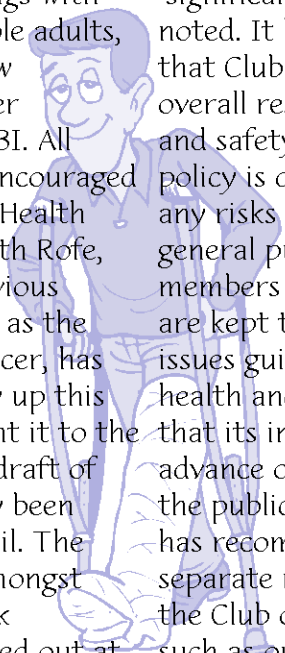 ngs with
ble adults,
w
er
BI. All
ncouraged
Health
th Rofe,
vious
as the
cer, has
y up this
nt it to the
draft of
y been
il. The
mongst
k
ed out at
significa
noted. It
that Club
overall re
and safety
policy is d
any risks
general pu
members
are kept t
issues gui
health and
that its in
advance o
the public
has recom
separate r
the Club o
such as ou